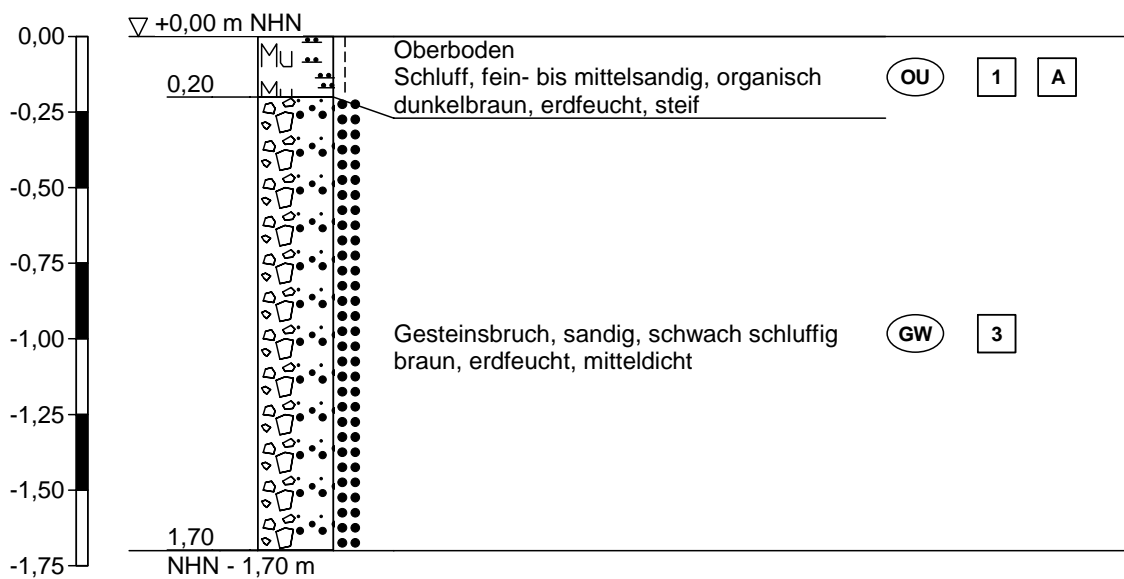 +0,00 m NHN
0,00
Mu
Oberboden
Schluff, fein- bis mittelsandig, organisch
dunkelbraun, erdfeucht, steif
OU 1 A
0,20
Mu
-0,25
-0,50
-0,75
-1,00
Gesteinsbruch, sandig, schwach schluffig
braun, erdfeucht, mitteldicht
GW 3
-1,25
-1,50
1,70
-1,75
NHN - 1,70 m